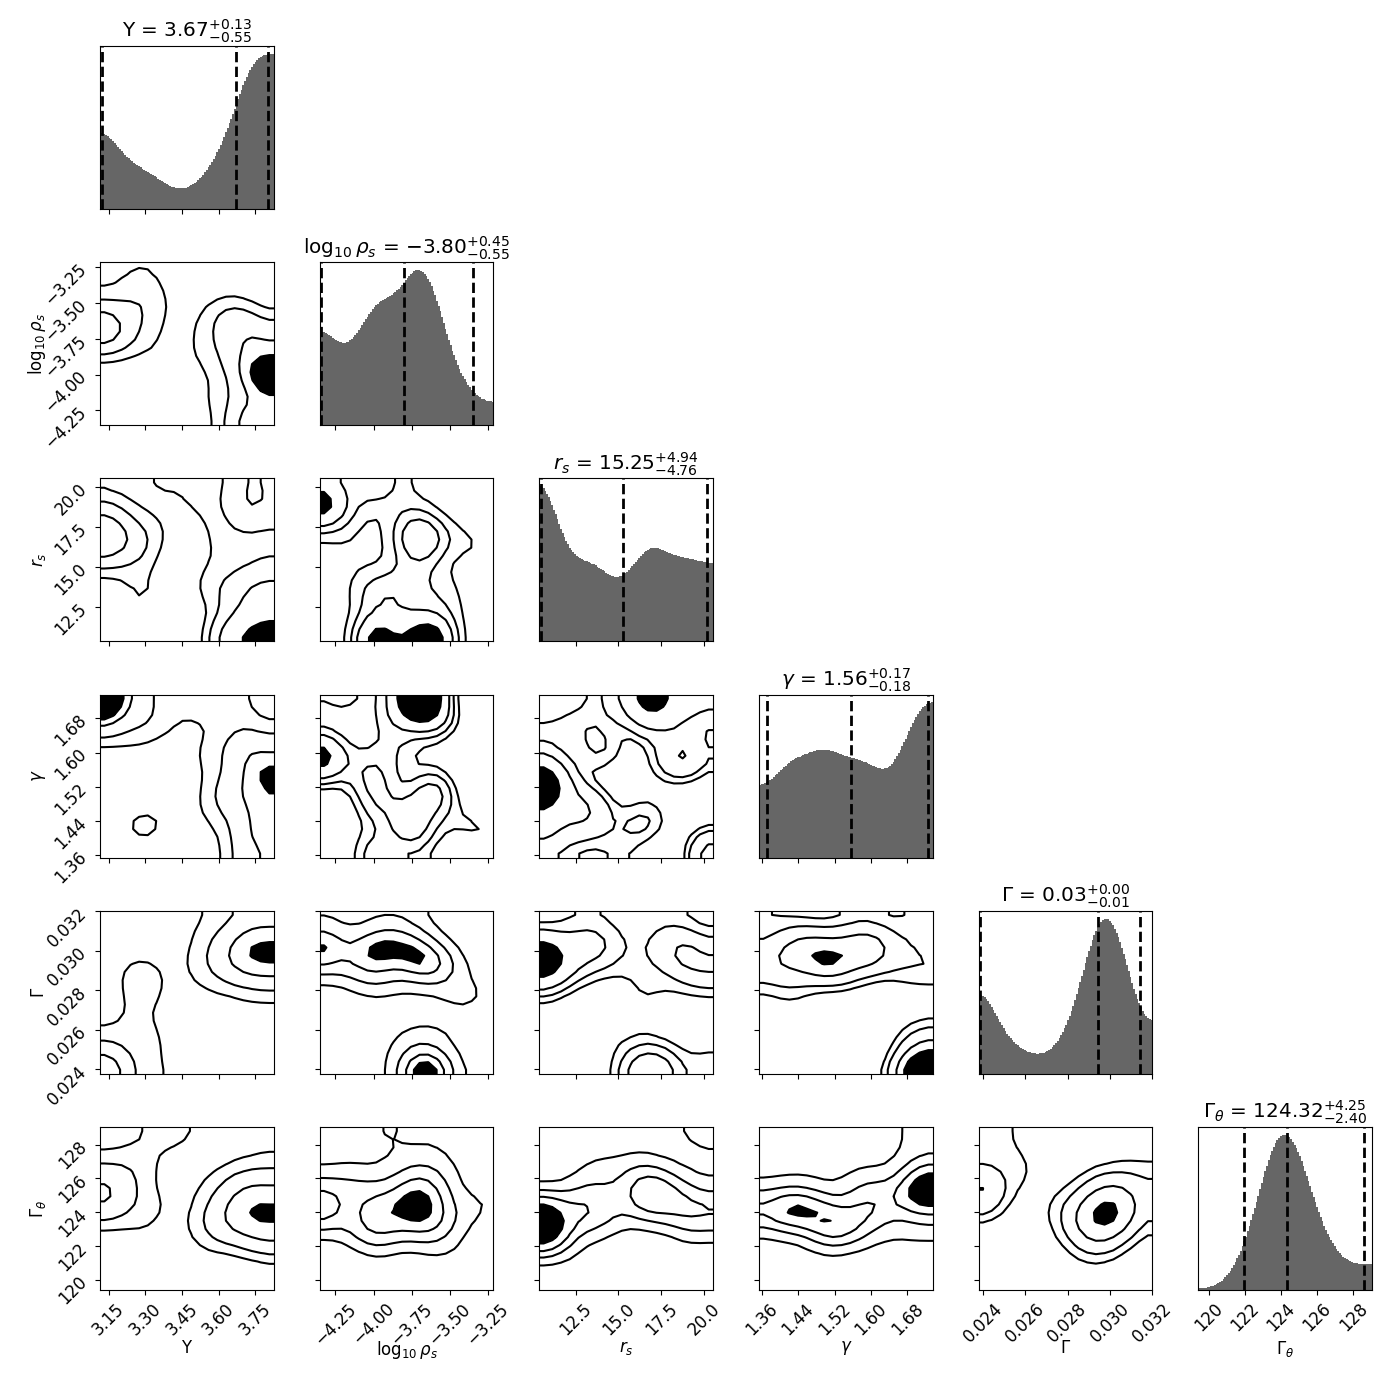 Y = 3.67^{+0.13}_{−0.55}
log₁₀ ρₛ = −3.80^{+0.45}_{−0.55}
−3.25
−3.50
−3.75
−4.00
−4.25
log₁₀ ρₛ
rₛ = 15.25^{+4.94}_{−4.76}
20.0
17.5
15.0
12.5
rₛ
γ = 1.56^{+0.17}_{−0.18}
1.68
1.60
1.52
1.44
1.36
γ
Γ = 0.03^{+0.00}_{−0.01}
0.032
0.030
0.028
0.026
0.024
Γ
Γ_θ = 124.32^{+4.25}_{−2.40}
128
126
124
122
120
Γ_θ
3.15 3.30 3.45 3.60 3.75
Y
−4.25 −4.00 −3.75 −3.50 −3.25
log₁₀ ρₛ
12.5 15.0 17.5 20.0
rₛ
1.36 1.44 1.52 1.60 1.68
γ
0.024 0.026 0.028 0.030 0.032
Γ
120 122 124 126 128
Γ_θ